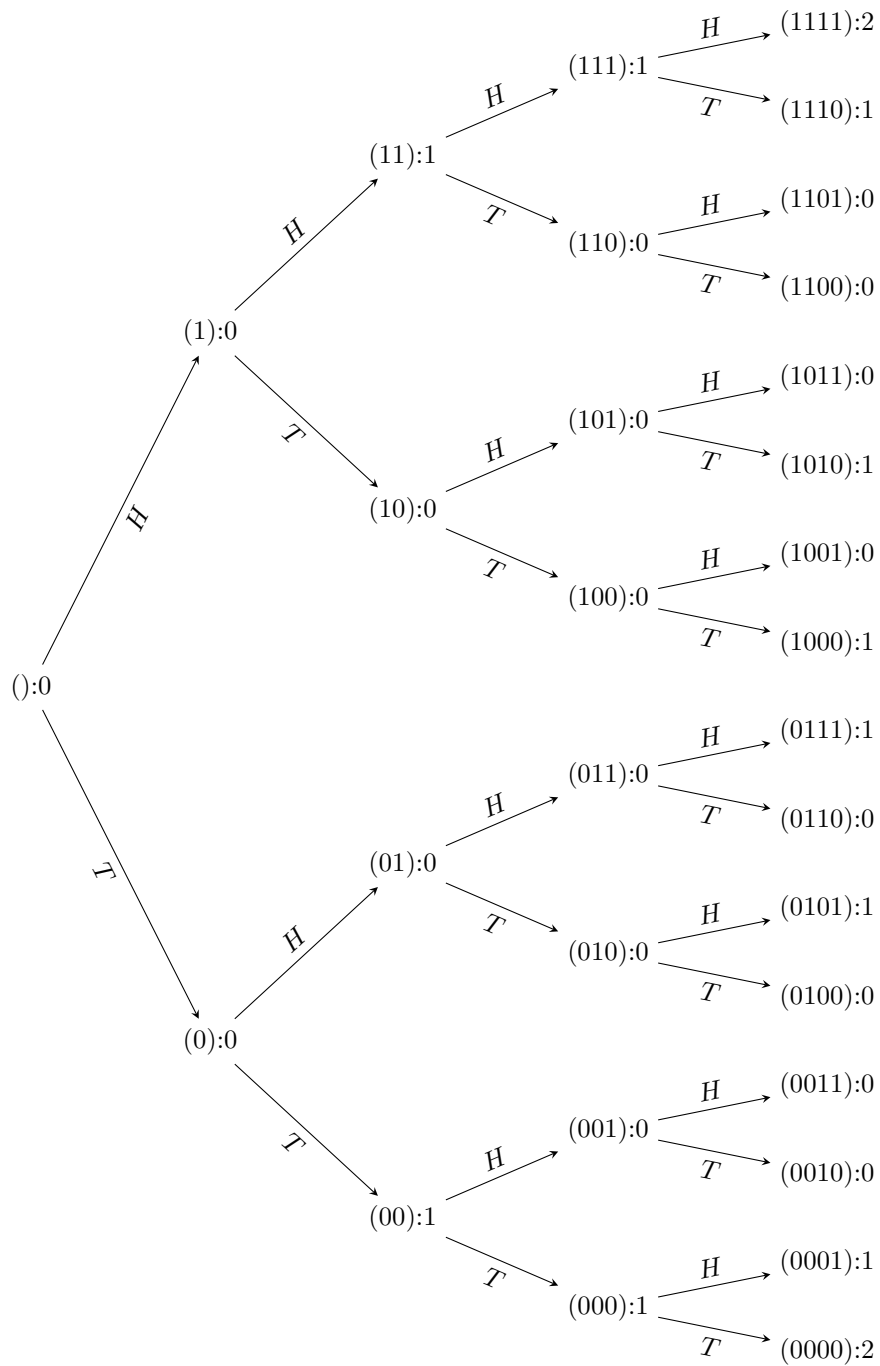 ():0
H
T
(1):0
H
T
(0):0
H
T
(11):1
H
T
(10):0
H
T
(01):0
H
T
(00):1
H
T
(111):1
H
T
(110):0
H
T
(101):0
H
T
(100):0
H
T
(011):0
H
T
(010):0
H
T
(001):0
H
T
(000):1
H
T
(1111):2
(1110):1
(1101):0
(1100):0
(1011):0
(1010):1
(1001):0
(1000):1
(0111):1
(0110):0
(0101):1
(0100):0
(0011):0
(0010):0
(0001):1
(0000):2